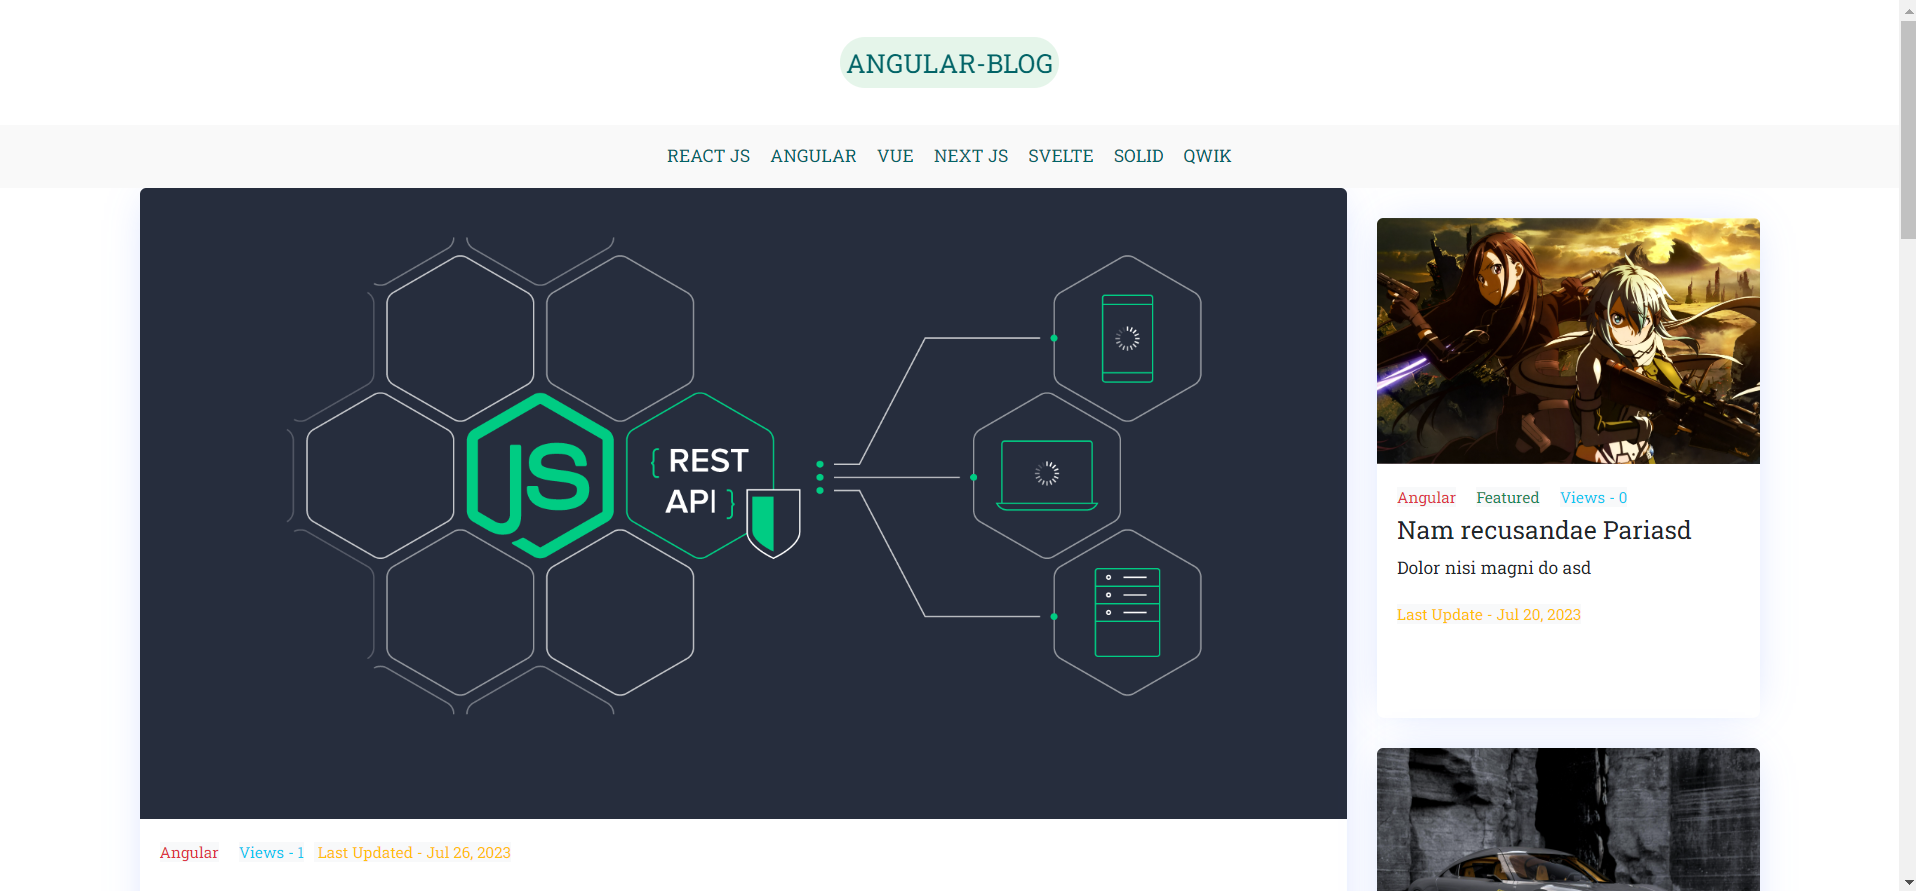 ANGULAR-BLOG
REACT JS ANGULAR VUE NEXT JS SVELTE SOLID QWIK
JS
{ REST
API }
Angular Views - 1 Last Updated - Jul 26, 2023
Angular Featured Views - 0
Nam recusandae Pariasd
Dolor nisi magni do asd
Last Update - Jul 20, 2023